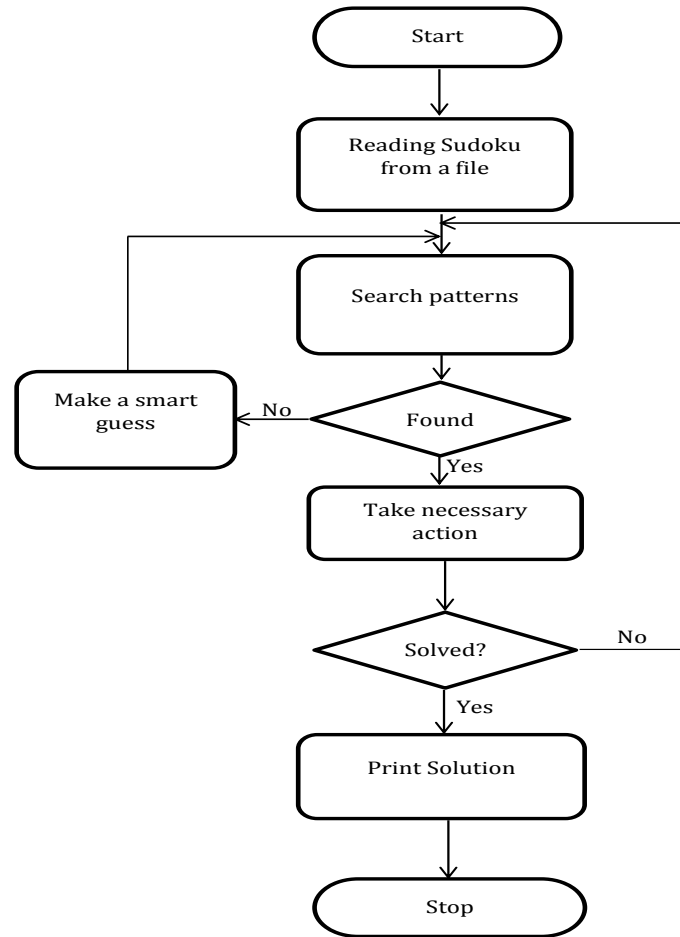 Start
Reading Sudoku
from a file
Search patterns
Make a smart
guess
No
Found
Yes
Take necessary
action
Solved?
No
Yes
Print Solution
Stop